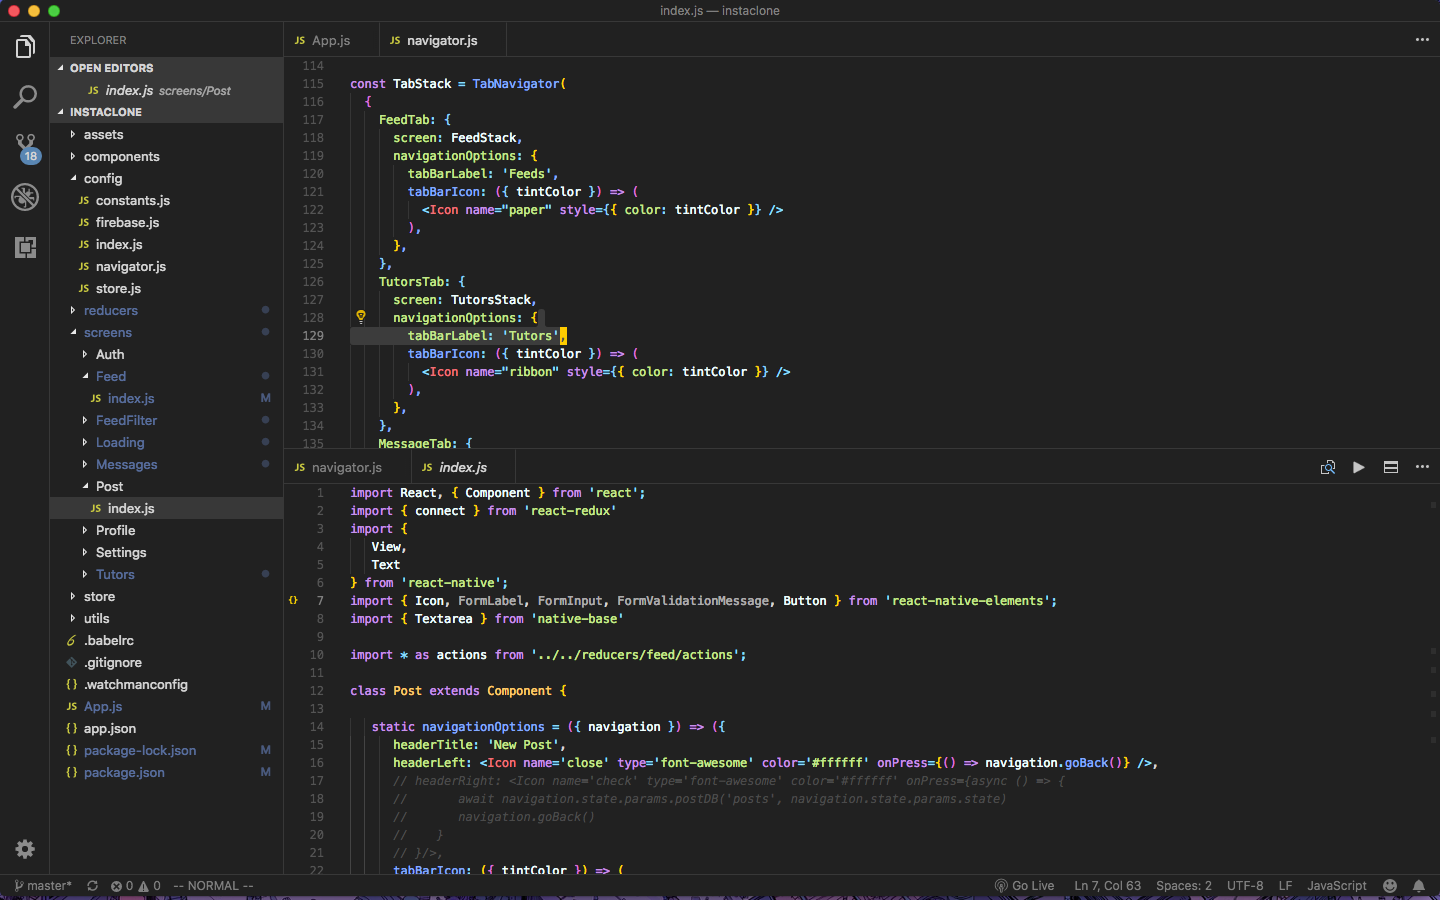 index.js — instaclone
EXPLORER
OPEN EDITORS
JS index.js screens/Post
INSTACLONE
assets
components
config
JS constants.js
JS firebase.js
JS index.js
JS navigator.js
JS store.js
reducers
screens
Auth
Feed
JS index.js M
FeedFilter
Loading
Messages
Post
JS index.js
Profile
Settings
Tutors
store
utils
.babelrc
.gitignore
{} .watchmanconfig
JS App.js M
{} app.json
{} package-lock.json M
{} package.json M
18
JS App.js JS navigator.js
114
115 const TabStack = TabNavigator(
116 {
117 FeedTab: {
118 screen: FeedStack,
119 navigationOptions: {
120 tabBarLabel: 'Feeds',
121 tabBarIcon: ({ tintColor }) => (
122 <Icon name="paper" style={{ color: tintColor }} />
123 ),
124 },
125 },
126 TutorsTab: {
127 screen: TutorsStack,
128 navigationOptions: {
129 tabBarLabel: 'Tutors',
130 tabBarIcon: ({ tintColor }) => (
131 <Icon name="ribbon" style={{ color: tintColor }} />
132 ),
133 },
134 },
135 MessageTab: {
JS navigator.js JS index.js
1 import React, { Component } from 'react';
2 import { connect } from 'react-redux'
3 import {
4 View,
5 Text
6 } from 'react-native';
{} 7 import { Icon, FormLabel, FormInput, FormValidationMessage, Button } from 'react-native-elements';
8 import { Textarea } from 'native-base'
9
10 import * as actions from '../../reducers/feed/actions';
11
12 class Post extends Component {
13
14 static navigationOptions = ({ navigation }) => ({
15 headerTitle: 'New Post',
16 headerLeft: <Icon name='close' type='font-awesome' color='#ffffff' onPress={() => navigation.goBack()} />,
17 // headerRight: <Icon name='check' type='font-awesome' color='#ffffff' onPress={async () => {
18 // await navigation.state.params.postDB('posts', navigation.state.params.state)
19 // navigation.goBack()
20 // }
21 // }/>,
22 tabBarIcon: ({ tintColor }) => (
master* 0 0 -- NORMAL -- Go Live Ln 7, Col 63 Spaces: 2 UTF-8 LF JavaScript